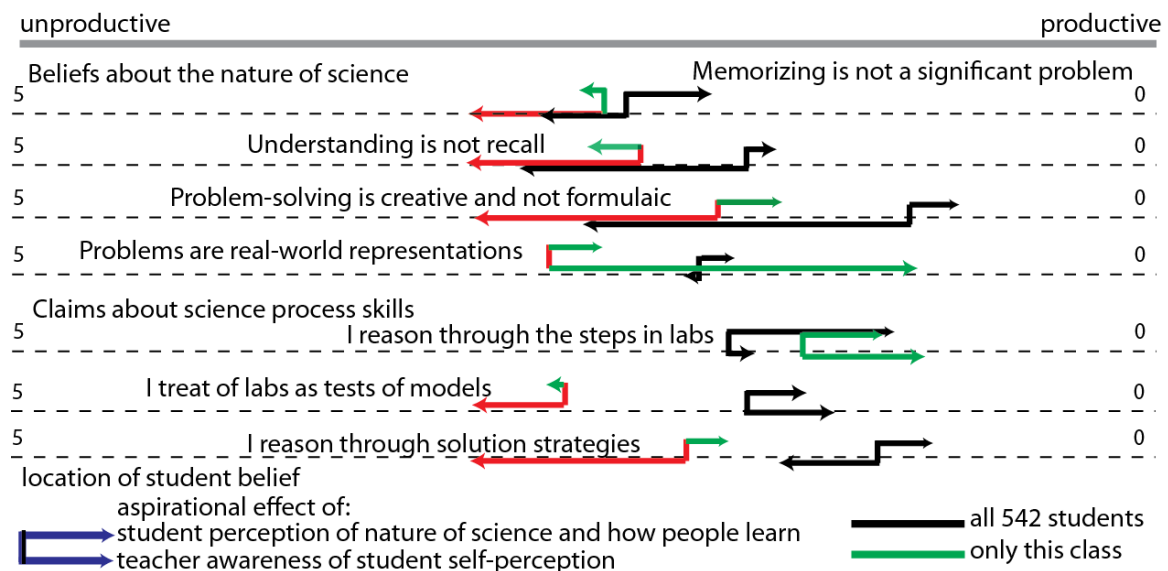 unproductive productive
Beliefs about the nature of science Memorizing is not a significant problem
5 0
Understanding is not recall
5 0
Problem-solving is creative and not formulaic
5 0
Problems are real-world representations
5 0
Claims about science process skills
5 I reason through the steps in labs 0
I treat of labs as tests of models
5 0
I reason through solution strategies
5 0
location of student belief
aspirational effect of:
student perception of nature of science and how people learn
teacher awareness of student self-perception
all 542 students
only this class